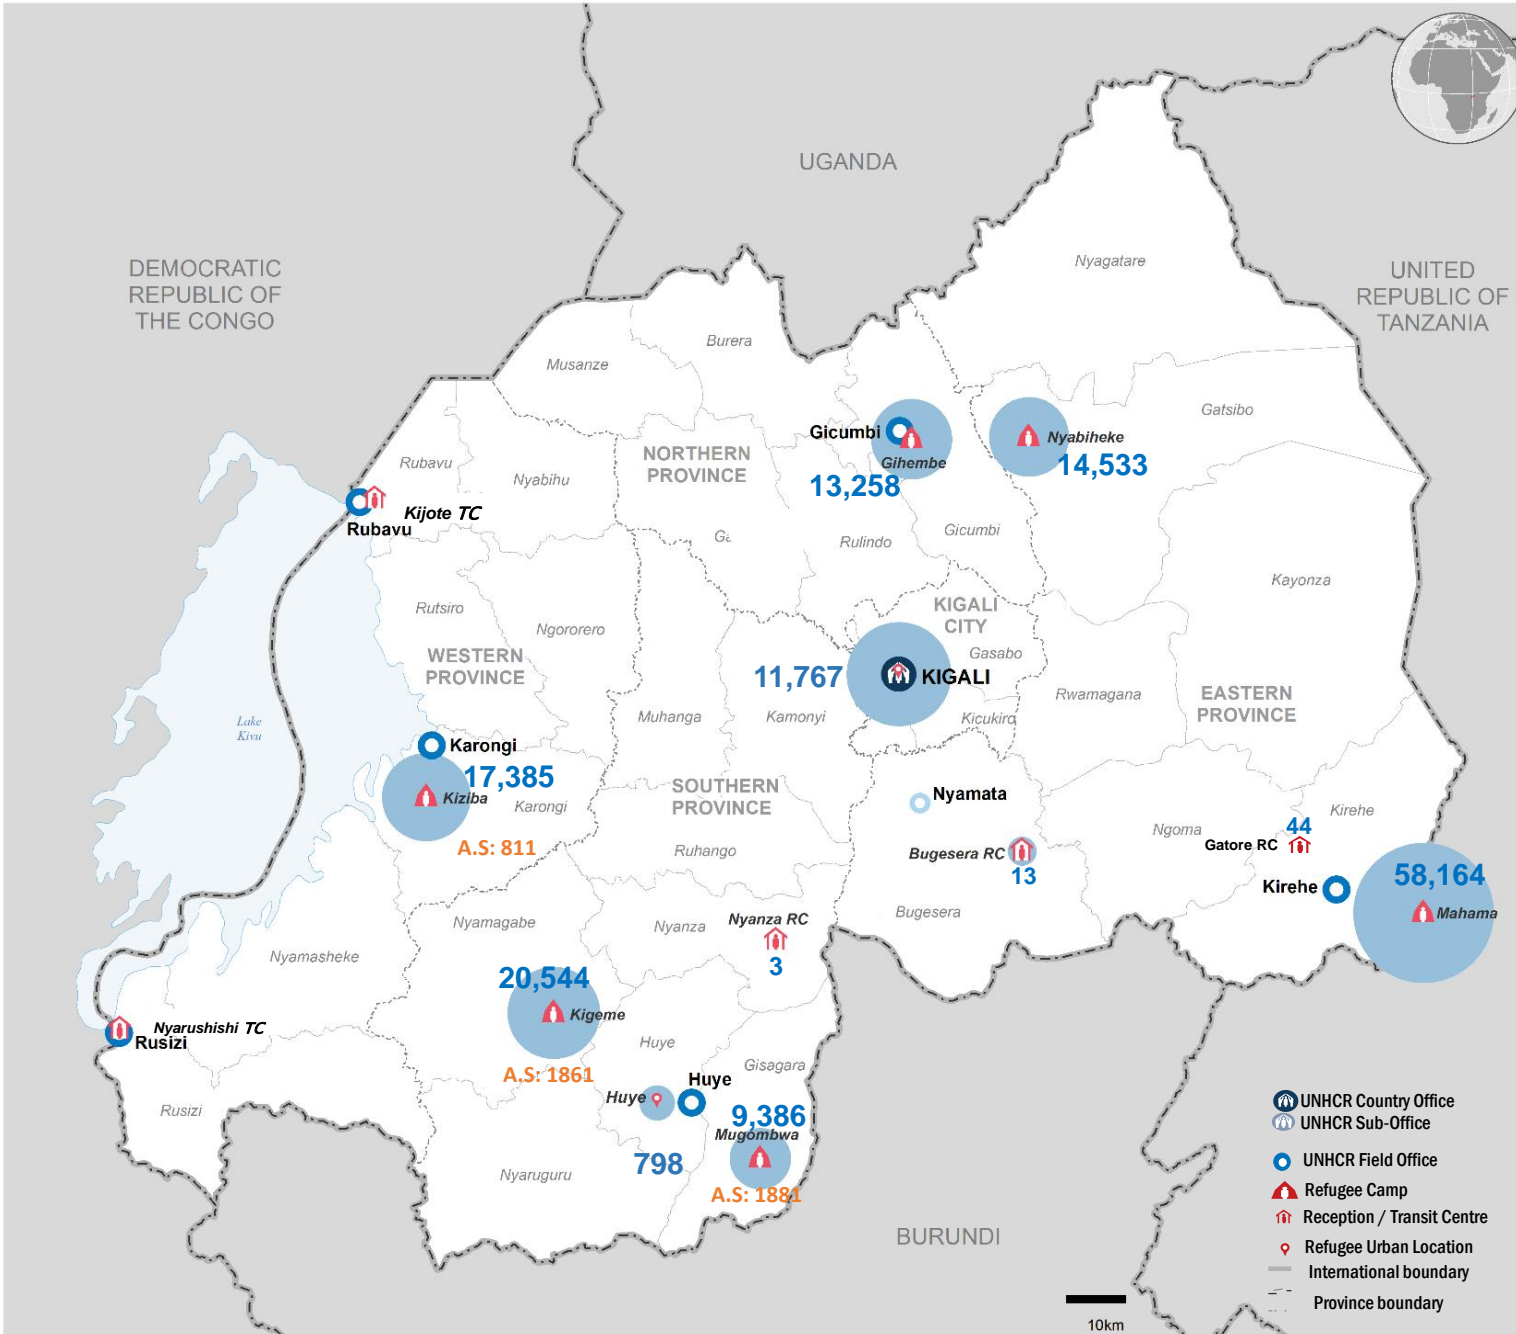 UGANDA
DEMOCRATIC
REPUBLIC OF
THE CONGO
UNITED
REPUBLIC OF
TANZANIA
Nyagatare
Burera
Musanze
Gatsibo
Gicumbi
Gihembe
13,258
Nyabiheke
14,533
NORTHERN
PROVINCE
Rubavu
Nyabihu
Kijote TC
Rubavu
Ga
Rulindo
Gicumbi
Kayonza
Rutsiro
Ngororero
KIGALI
CITY
Gasabo
WESTERN
PROVINCE
11,767
KIGALI
Rwamagana
EASTERN
PROVINCE
Muhanga
Kamonyi
Kicukiro
Lake
Kivu
Karongi
17,385
Kiziba
Karongi
A.S: 811
SOUTHERN
PROVINCE
Nyamata
Ruhango
Bugesera RC
13
Ngoma
Kirehe
44
Gatore RC
Kirehe
58,164
Mahama
Bugesera
Nyamagabe
Nyanza
Nyanza RC
3
Nyamasheke
20,544
Kigeme
A.S: 1861
Nyarushishi TC
Rusizi
Rusizi
Huye
Gisagara
Huye
Huye
798
9,386
Mugombwa
A.S: 1881
Nyaruguru
BURUNDI
UNHCR Country Office
UNHCR Sub-Office
UNHCR Field Office
Refugee Camp
Reception / Transit Centre
Refugee Urban Location
International boundary
Province boundary
10km